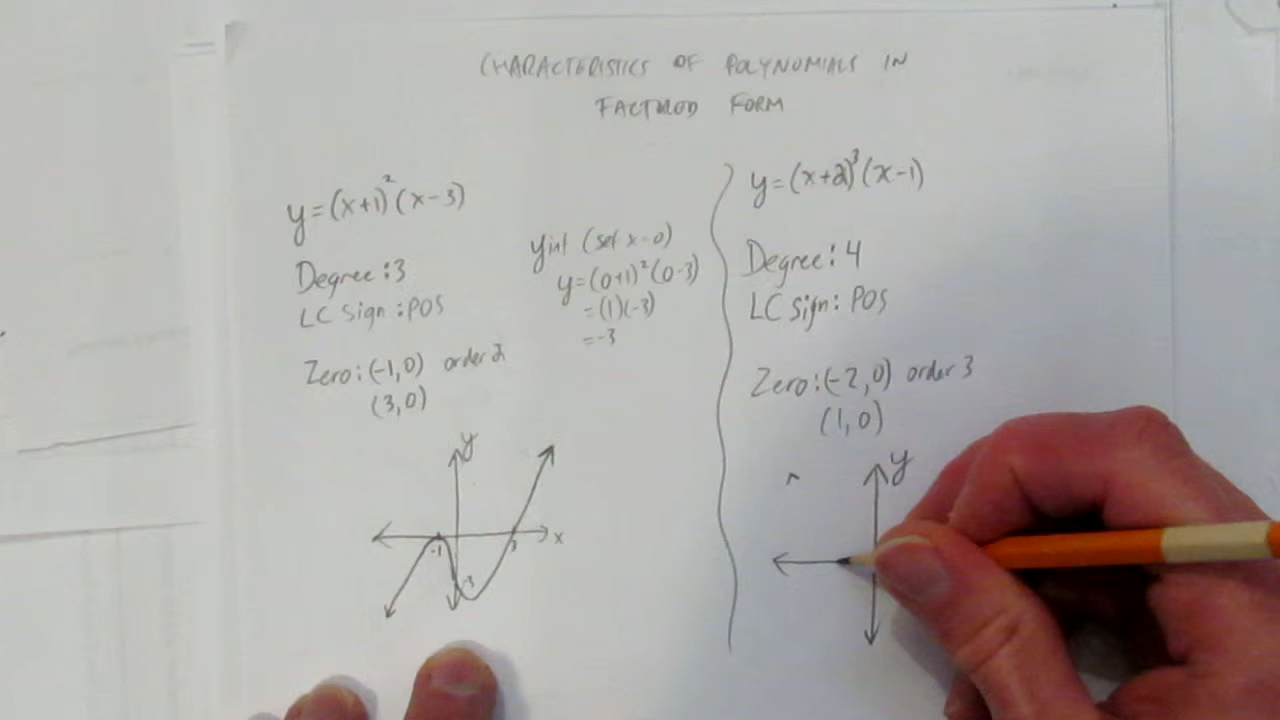 CHARACTERISTICS OF POLYNOMIALS IN
FACTORED FORM
y=(x+1)²(x-3)
Degree:3
LC Sign:POS
Zero:(-1,0) order 2
(3,0)
y int (set x=0)
y=(0+1)²(0-3)
=(1)(-3)
=-3
y
x
-1
3
-3
y=(x+2)³(x-1)
Degree:4
LC Sign:POS
Zero:(-2,0) order 3
(1,0)
y